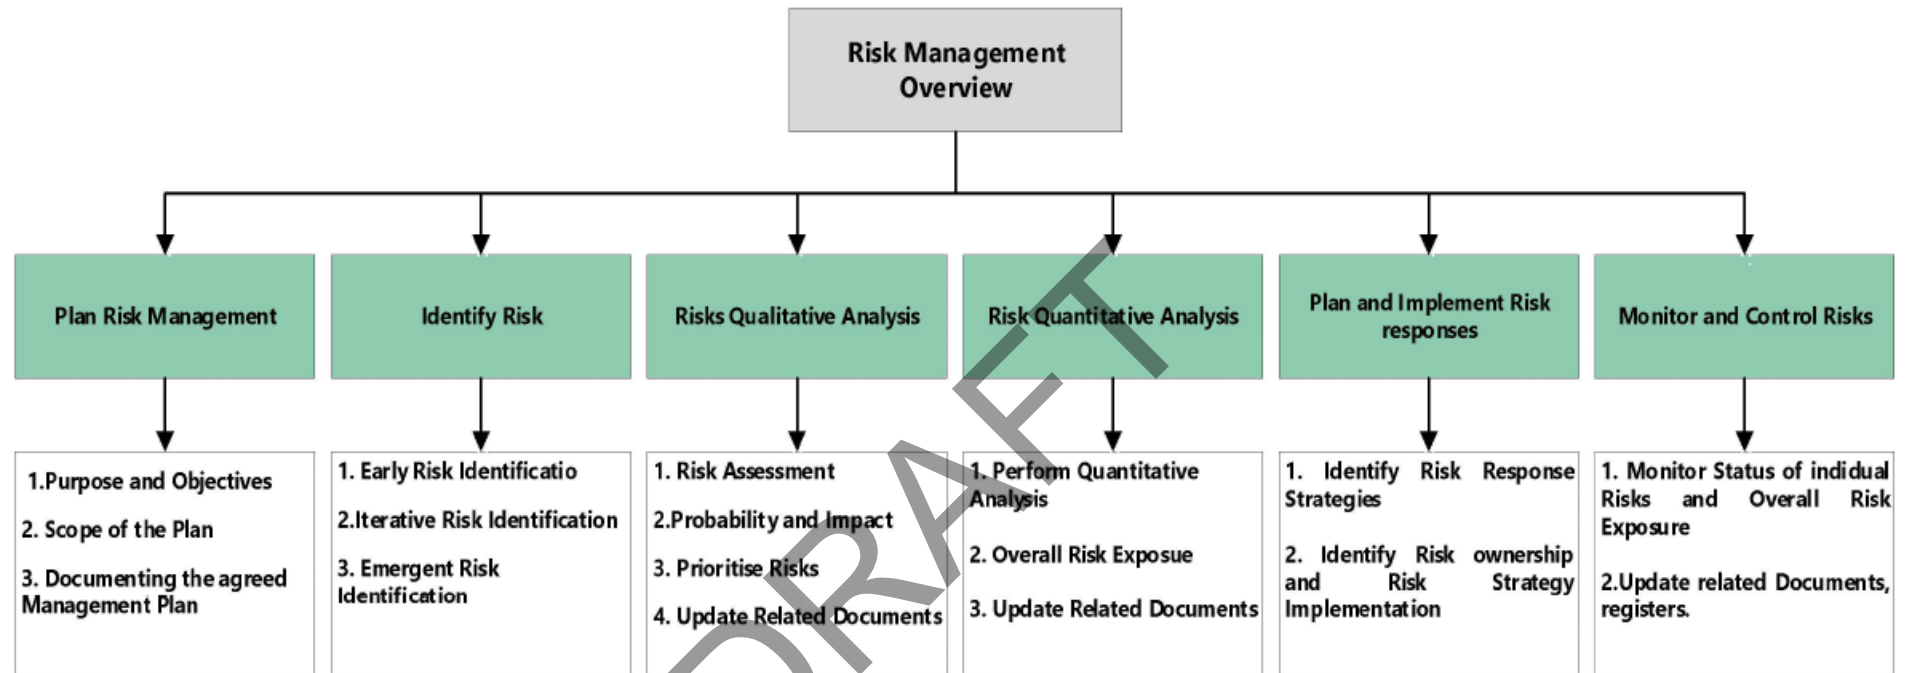 Risk Management
Overview
Plan Risk Management
Identify Risk
Risks Qualitative Analysis
Risk Quantitative Analysis
Plan and Implement Risk
responses
Monitor and Control Risks
1.Purpose and Objectives
2. Scope of the Plan
3. Documenting the agreed
Management Plan
1. Early Risk Identificatio
2.Iterative Risk Identification
3. Emergent Risk
Identification
1. Risk Assessment
2.Probability and Impact
3. Prioritise Risks
4. Update Related Documents
1. Perform Quantitative
Analysis
2. Overall Risk Exposue
3. Update Related Documents
1. Identify Risk Response
Strategies
2. Identify Risk ownership
and Risk Strategy
Implementation
1. Monitor Status of indidual
Risks and Overall Risk
Exposure
2.Update related Documents,
registers.
DRAFT